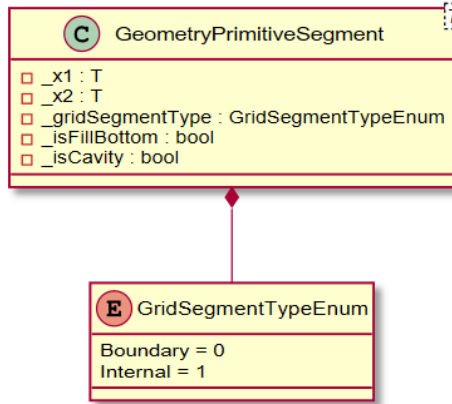 C GeometryPrimitiveSegment
_x1 : T
_x2 : T
_gridSegmentType : GridSegmentTypeEnum
_isFillBottom : bool
_isCavity : bool
E GridSegmentTypeEnum
Boundary = 0
Internal = 1